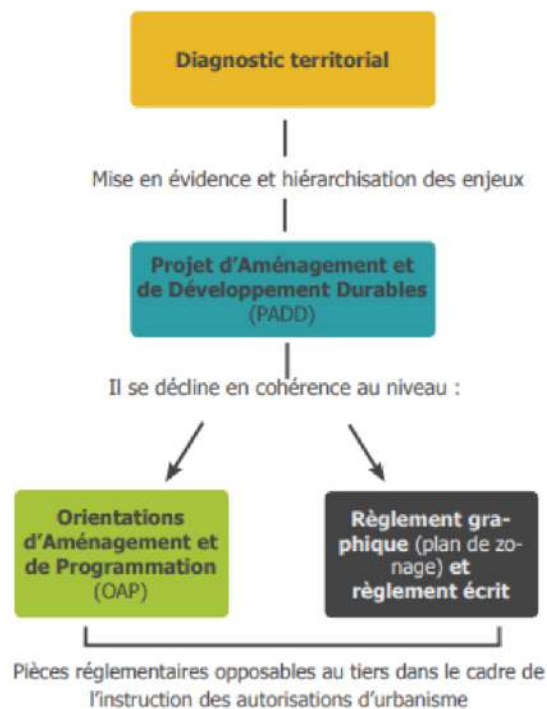 Diagnostic territorial
Mise en évidence et hiérarchisation des enjeux
Projet d'Aménagement et
de Développement Durables
(PADD)
Il se décline en cohérence au niveau :
Orientations
d'Aménagement et
de Programmation
(OAP)
Règlement gra-
phique (plan de zo-
nage) et
règlement écrit
Pièces réglementaires opposables au tiers dans le cadre de
l'instruction des autorisations d'urbanisme